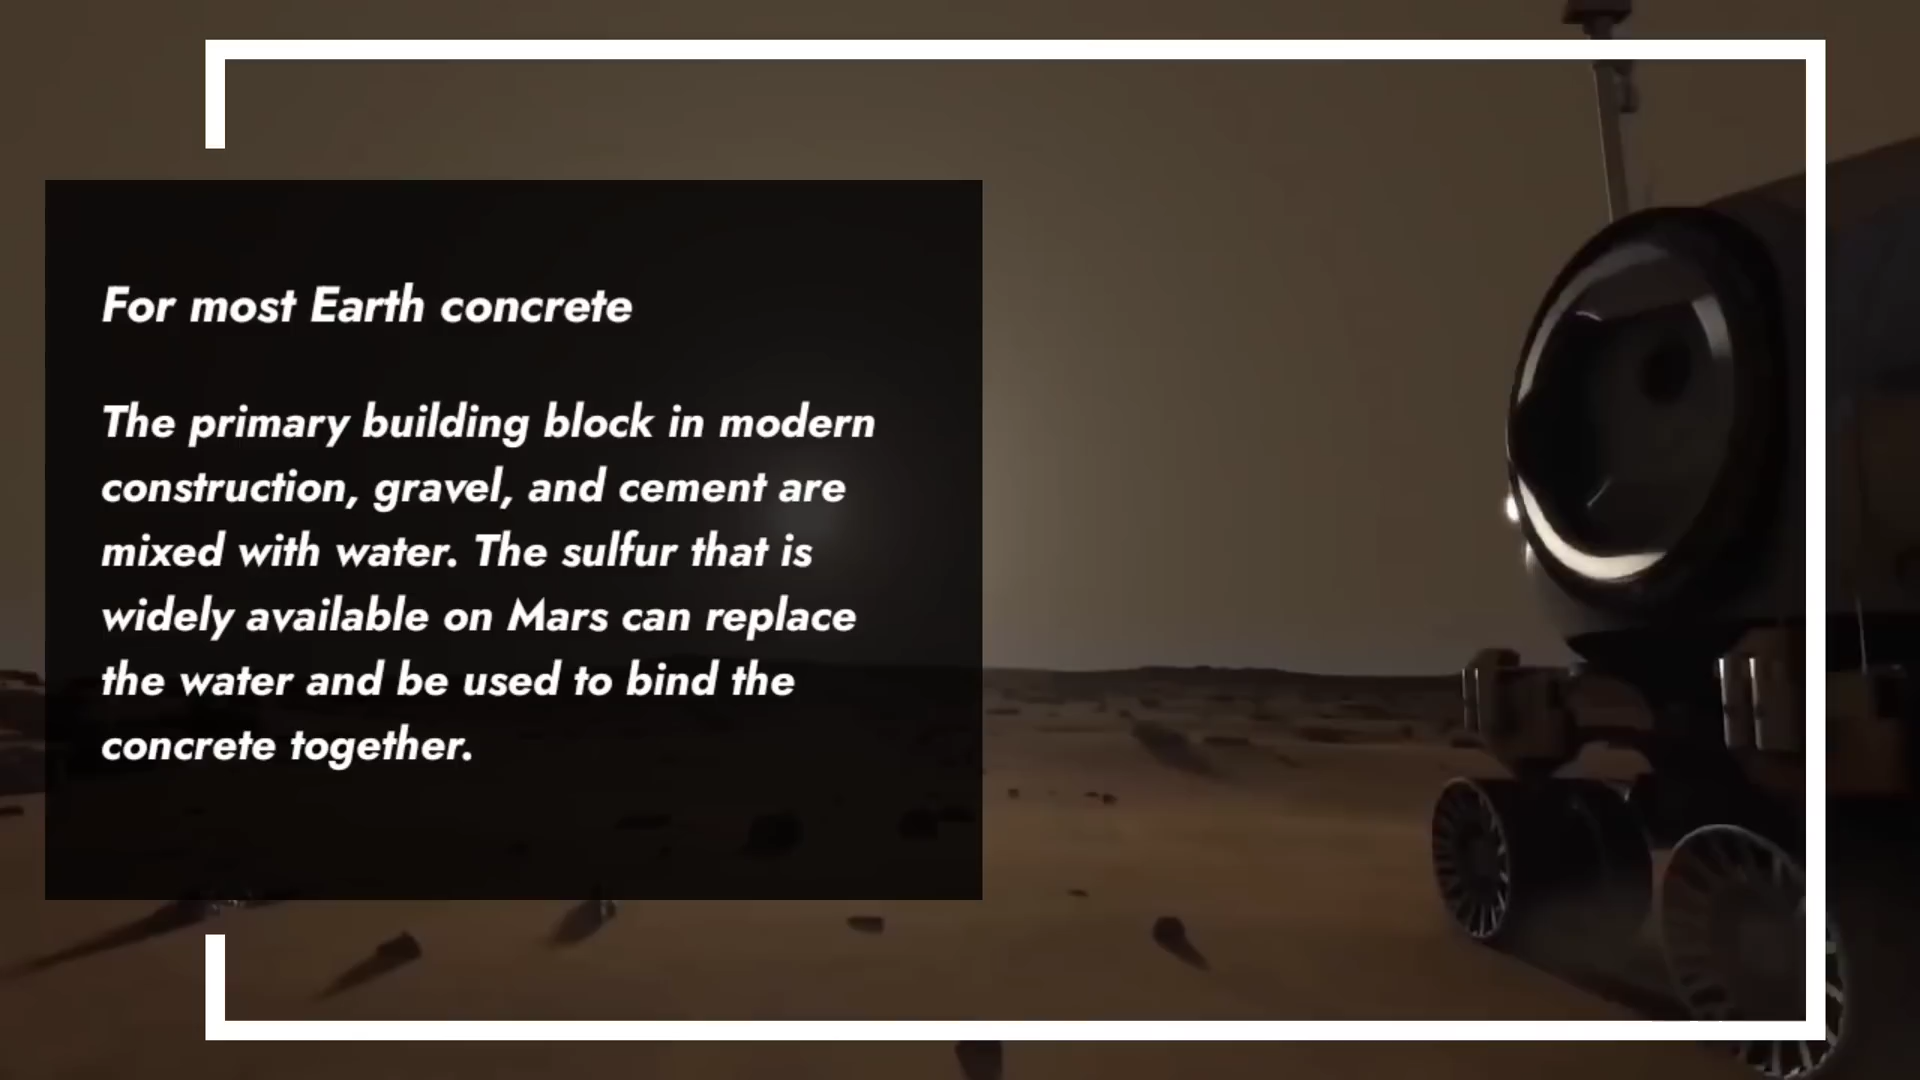 For most Earth concrete
The primary building block in modern
construction, gravel, and cement are
mixed with water. The sulfur that is
widely available on Mars can replace
the water and be used to bind the
concrete together.